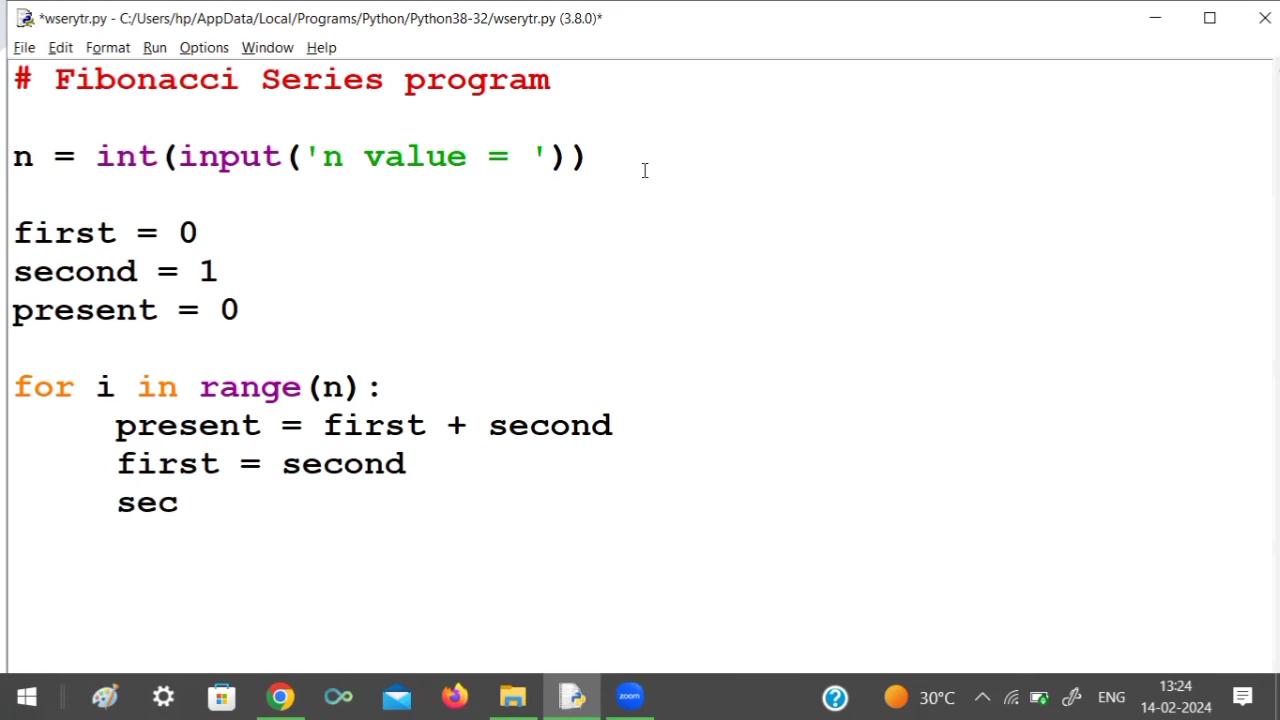 *wserytr.py - C:/Users/hp/AppData/Local/Programs/Python/Python38-32/wserytr.py (3.8.0)*
File Edit Format Run Options Window Help
# Fibonacci Series program
n = int(input('n value = '))
first = 0
second = 1
present = 0
for i in range(n):
present = first + second
first = second
sec
zoom
30°C
ENG
13:24
14-02-2024